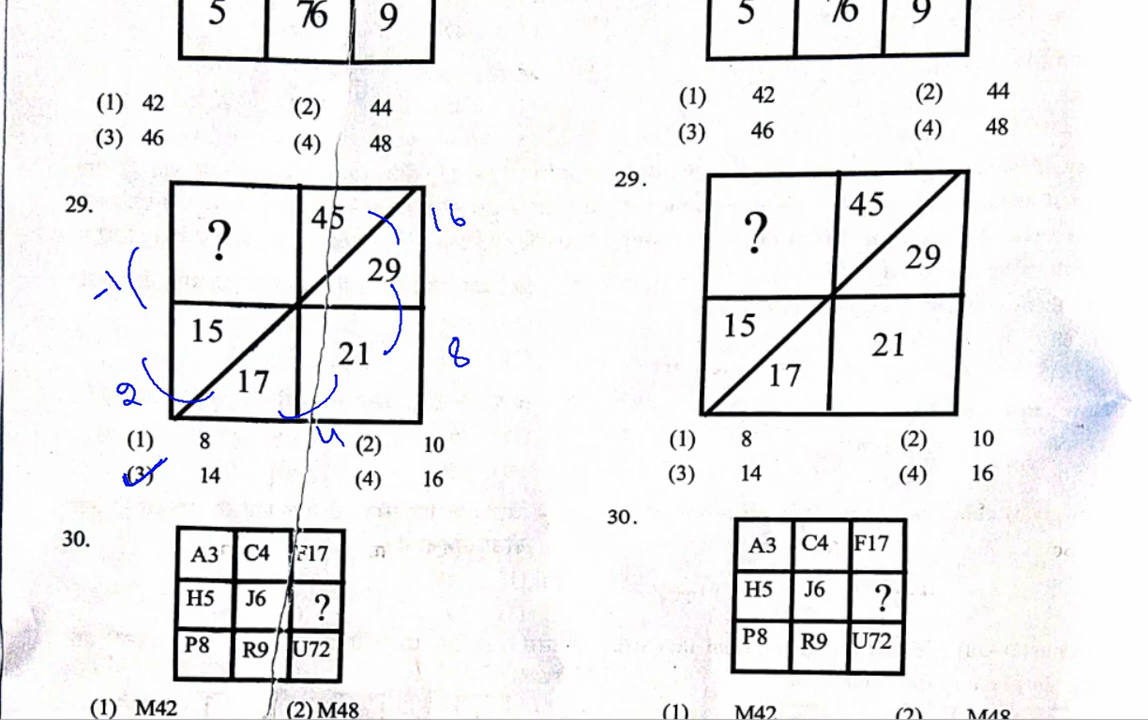 5 76 9
(1) 42 (2) 44
(3) 46 (4) 48
29.
? 45 16
29
-1
15 21 8
2 17
4
(1) 8 (2) 10
(3) 14 (4) 16
30.
A3 C4 F17
H5 J6 ?
P8 R9 U72
(1) M42 (2) M48
5 76 9
(1) 42 (2) 44
(3) 46 (4) 48
29.
? 45
29
15 21
17
(1) 8 (2) 10
(3) 14 (4) 16
30.
A3 C4 F17
H5 J6 ?
P8 R9 U72
(1) M42 (2) M48